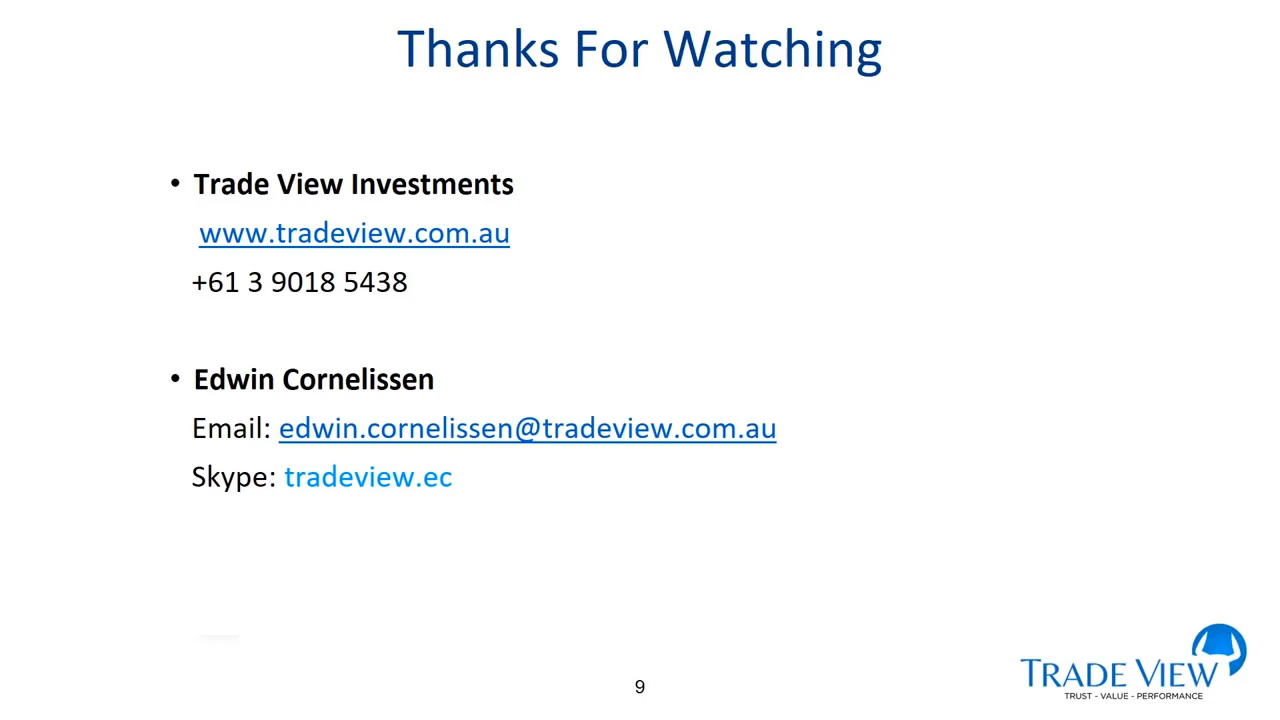 Thanks For Watching
• Trade View Investments
www.tradeview.com.au
+61 3 9018 5438
• Edwin Cornelissen
Email: edwin.cornelissen@tradeview.com.au
Skype: tradeview.ec
9
TRADE VIEW
TRUST - VALUE - PERFORMANCE